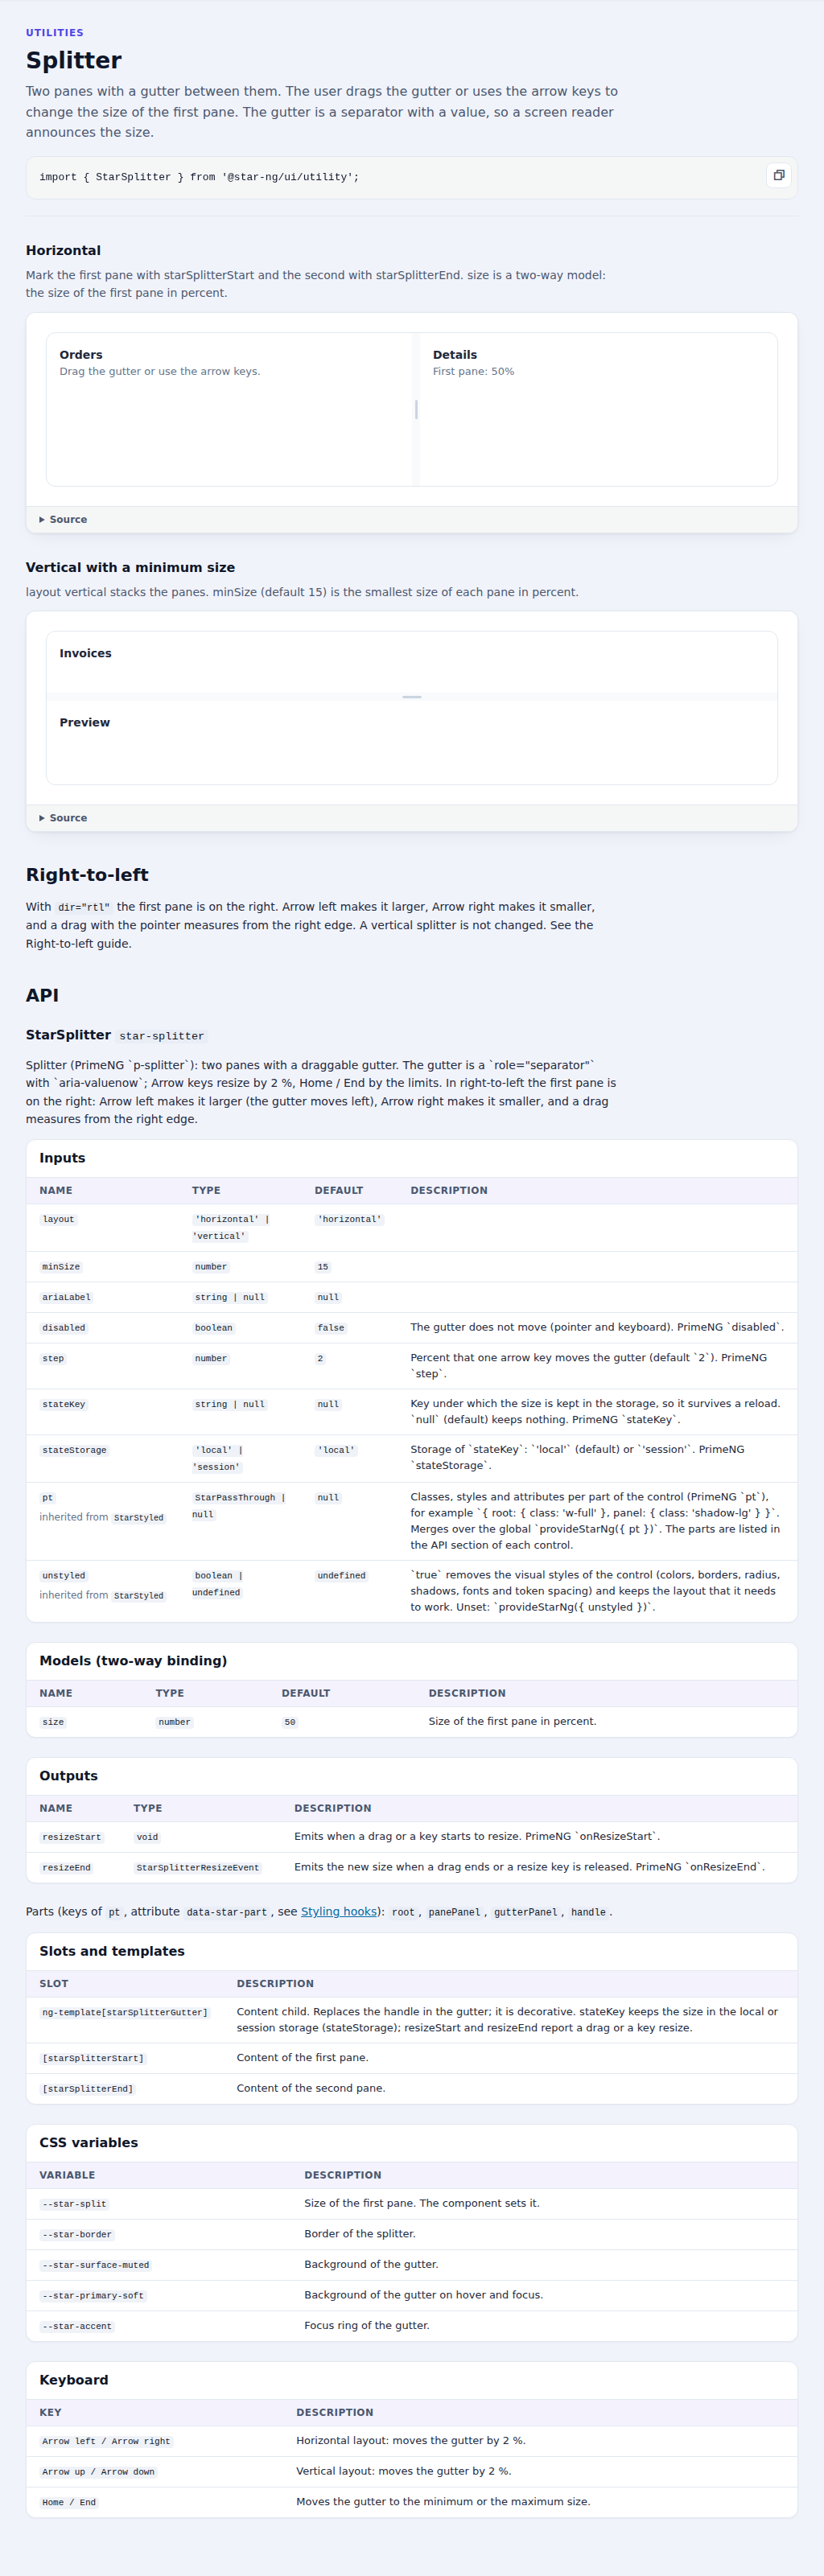 UTILITIES
Splitter
Two panes with a gutter between them. The user drags the gutter or uses the arrow keys to
change the size of the first pane. The gutter is a separator with a value, so a screen reader
announces the size.
import { StarSplitter } from '@star-ng/ui/utility';
Horizontal
Mark the first pane with starSplitterStart and the second with starSplitterEnd. size is a two-way model:
the size of the first pane in percent.
Orders
Drag the gutter or use the arrow keys.
Details
First pane: 50%
Source
Vertical with a minimum size
layout vertical stacks the panes. minSize (default 15) is the smallest size of each pane in percent.
Invoices
Preview
Source
Right-to-left
With dir="rtl" the first pane is on the right. Arrow left makes it larger, Arrow right makes it smaller,
and a drag with the pointer measures from the right edge. A vertical splitter is not changed. See the
Right-to-left guide.
API
StarSplitter star-splitter
Splitter (PrimeNG `p-splitter`): two panes with a draggable gutter. The gutter is a `role="separator"`
with `aria-valuenow`; Arrow keys resize by 2 %, Home / End by the limits. In right-to-left the first pane is
on the right: Arrow left makes it larger (the gutter moves left), Arrow right makes it smaller, and a drag
measures from the right edge.
Inputs
NAME TYPE DEFAULT DESCRIPTION
layout 'horizontal' | 'horizontal'
'vertical'
minSize number 15
ariaLabel string | null null
disabled boolean false The gutter does not move (pointer and keyboard). PrimeNG `disabled`.
step number 2 Percent that one arrow key moves the gutter (default `2`). PrimeNG
`step`.
stateKey string | null null Key under which the size is kept in the storage, so it survives a reload.
`null` (default) keeps nothing. PrimeNG `stateKey`.
stateStorage 'local' | 'local' Storage of `stateKey`: `'local'` (default) or `'session'`. PrimeNG
'session' `stateStorage`.
pt StarPassThrough | null Classes, styles and attributes per part of the control (PrimeNG `pt`),
inherited from StarStyled null for example `{ root: { class: 'w-full' }, panel: { class: 'shadow-lg' } }`.
Merges over the global `provideStarNg({ pt })`. The parts are listed in
the API section of each control.
unstyled boolean | undefined `true` removes the visual styles of the control (colors, borders, radius,
inherited from StarStyled undefined shadows, fonts and token spacing) and keeps the layout that it needs
to work. Unset: `provideStarNg({ unstyled })`.
Models (two-way binding)
NAME TYPE DEFAULT DESCRIPTION
size number 50 Size of the first pane in percent.
Outputs
NAME TYPE DESCRIPTION
resizeStart void Emits when a drag or a key starts to resize. PrimeNG `onResizeStart`.
resizeEnd StarSplitterResizeEvent Emits the new size when a drag ends or a resize key is released. PrimeNG `onResizeEnd`.
Parts (keys of pt, attribute data-star-part, see Styling hooks): root, panePanel, gutterPanel, handle.
Slots and templates
SLOT DESCRIPTION
ng-template[starSplitterGutter] Content child. Replaces the handle in the gutter; it is decorative. stateKey keeps the size in the local or
session storage (stateStorage); resizeStart and resizeEnd report a drag or a key resize.
[starSplitterStart] Content of the first pane.
[starSplitterEnd] Content of the second pane.
CSS variables
VARIABLE DESCRIPTION
--star-split Size of the first pane. The component sets it.
--star-border Border of the splitter.
--star-surface-muted Background of the gutter.
--star-primary-soft Background of the gutter on hover and focus.
--star-accent Focus ring of the gutter.
Keyboard
KEY DESCRIPTION
Arrow left / Arrow right Horizontal layout: moves the gutter by 2 %.
Arrow up / Arrow down Vertical layout: moves the gutter by 2 %.
Home / End Moves the gutter to the minimum or the maximum size.